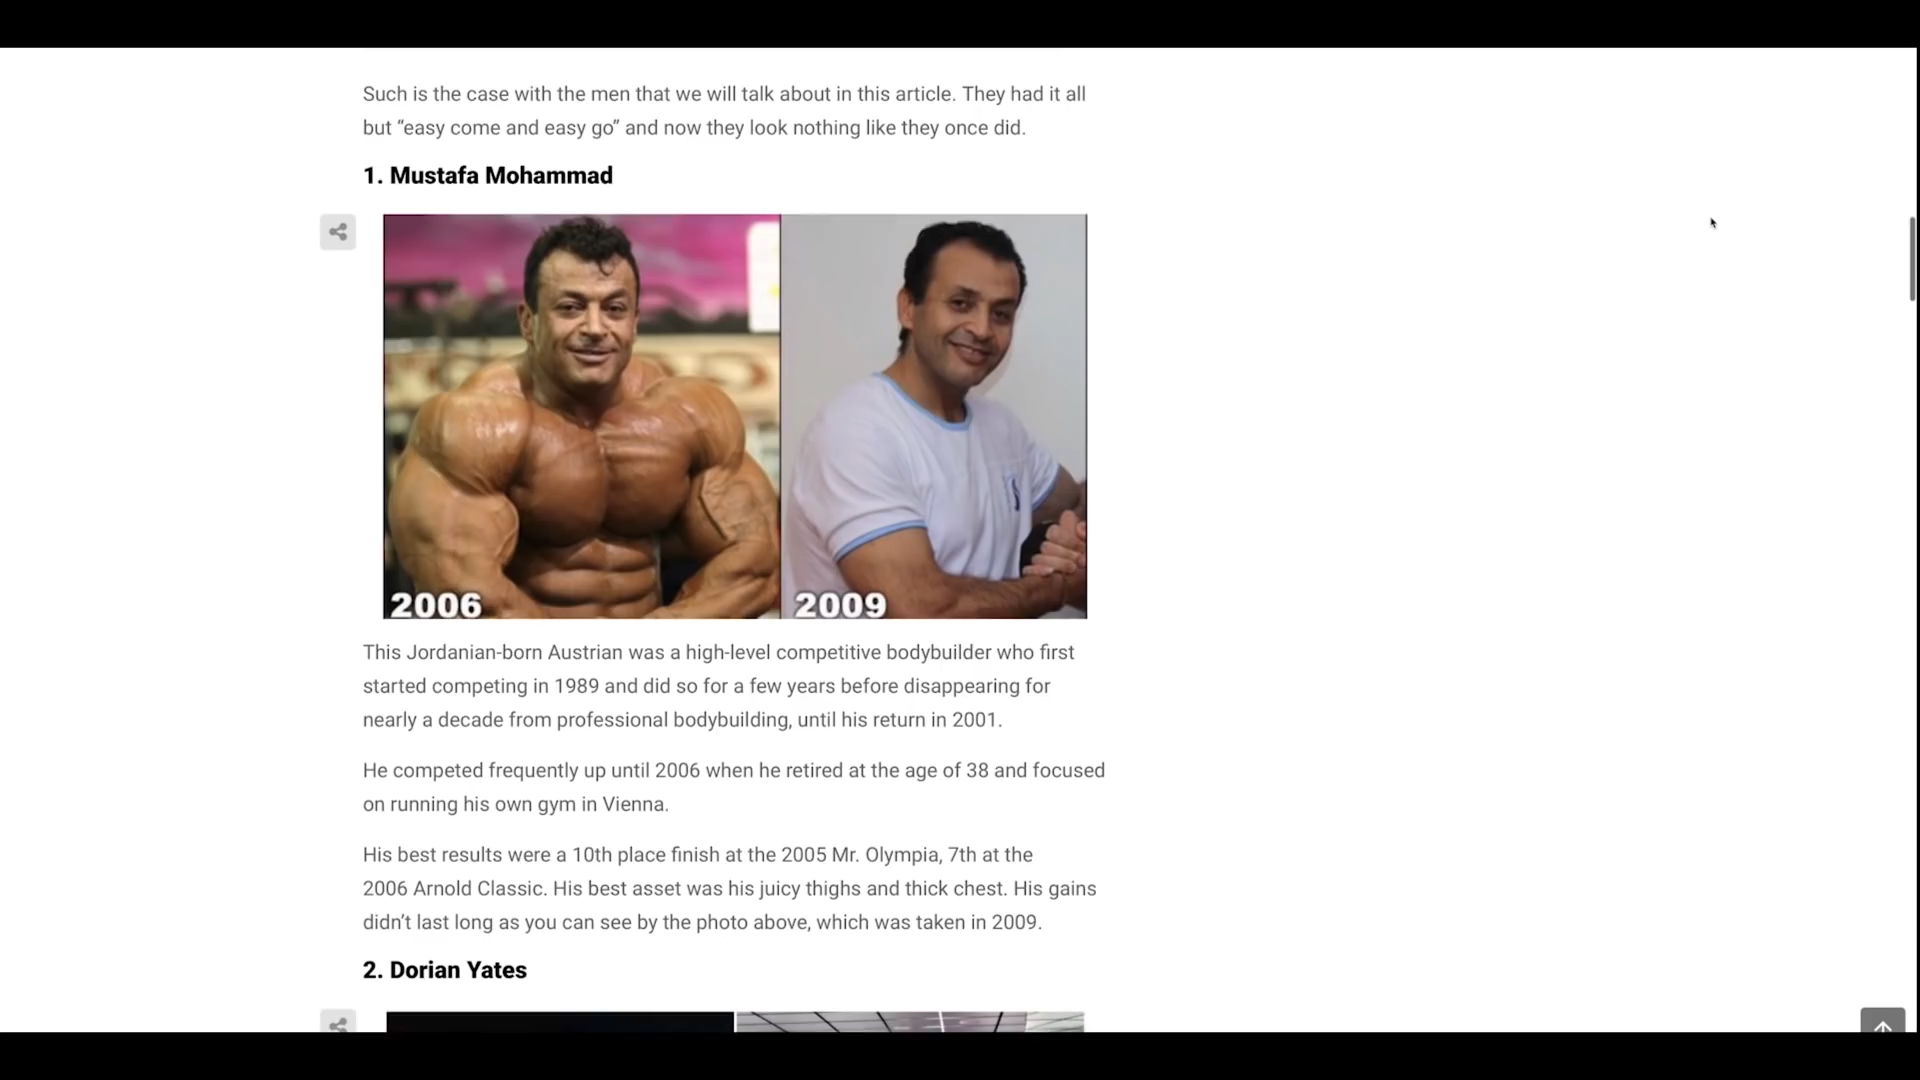 Such is the case with the men that we will talk about in this article. They had it all
but “easy come and easy go” and now they look nothing like they once did.
1. Mustafa Mohammad
2006
2009
This Jordanian-born Austrian was a high-level competitive bodybuilder who first
started competing in 1989 and did so for a few years before disappearing for
nearly a decade from professional bodybuilding, until his return in 2001.
He competed frequently up until 2006 when he retired at the age of 38 and focused
on running his own gym in Vienna.
His best results were a 10th place finish at the 2005 Mr. Olympia, 7th at the
2006 Arnold Classic. His best asset was his juicy thighs and thick chest. His gains
didn’t last long as you can see by the photo above, which was taken in 2009.
2. Dorian Yates